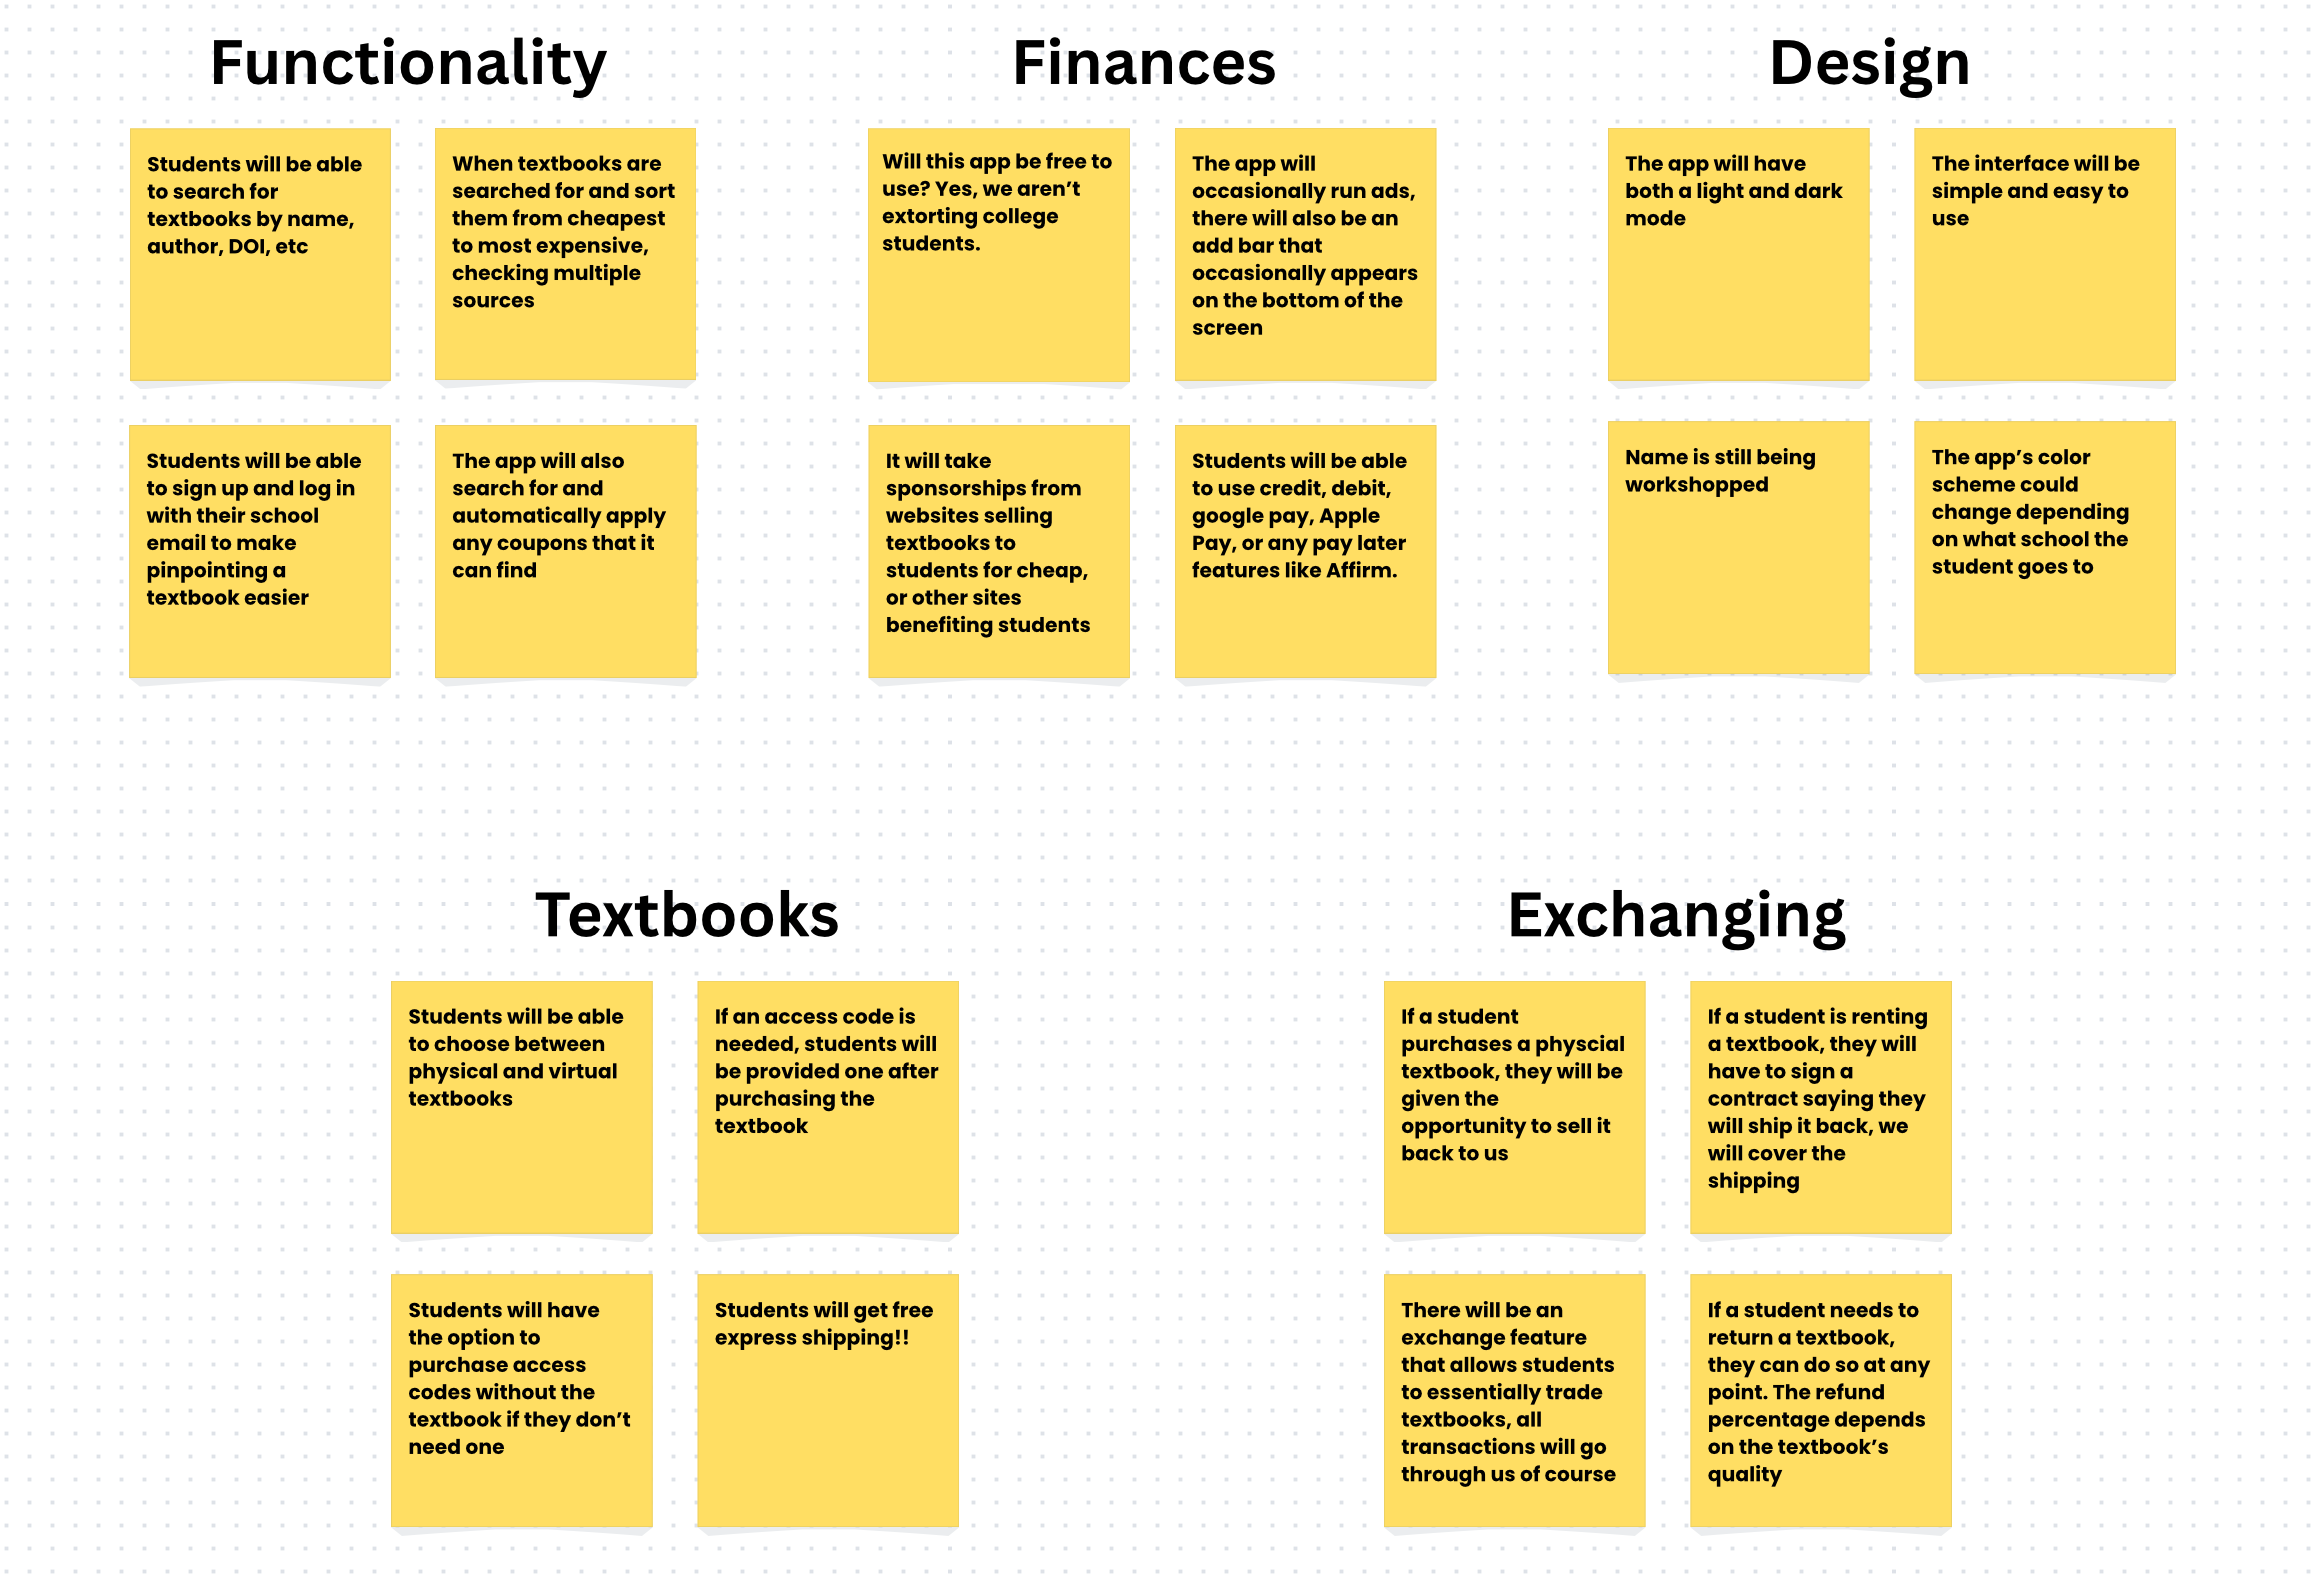 Functionality
Students will be able
to search for
textbooks by name,
author, DOI, etc
When textbooks are
searched for and sort
them from cheapest
to most expensive,
checking multiple
sources
Students will be able
to sign up and log in
with their school
email to make
pinpointing a
textbook easier
The app will also
search for and
automatically apply
any coupons that it
can find
Finances
Will this app be free to
use? Yes, we aren’t
extorting college
students.
The app will
occasionally run ads,
there will also be an
add bar that
occasionally appears
on the bottom of the
screen
It will take
sponsorships from
websites selling
textbooks to
students for cheap,
or other sites
benefiting students
Students will be able
to use credit, debit,
google pay, Apple
Pay, or any pay later
features like Affirm.
Design
The app will have
both a light and dark
mode
The interface will be
simple and easy to
use
Name is still being
workshopped
The app’s color
scheme could
change depending
on what school the
student goes to
Textbooks
Students will be able
to choose between
physical and virtual
textbooks
If an access code is
needed, students will
be provided one after
purchasing the
textbook
Students will have
the option to
purchase access
codes without the
textbook if they don’t
need one
Students will get free
express shipping!!
Exchanging
If a student
purchases a physcial
textbook, they will be
given the
opportunity to sell it
back to us
If a student is renting
a textbook, they will
have to sign a
contract saying they
will ship it back, we
will cover the
shipping
There will be an
exchange feature
that allows students
to essentially trade
textbooks, all
transactions will go
through us of course
If a student needs to
return a textbook,
they can do so at any
point. The refund
percentage depends
on the textbook’s
quality